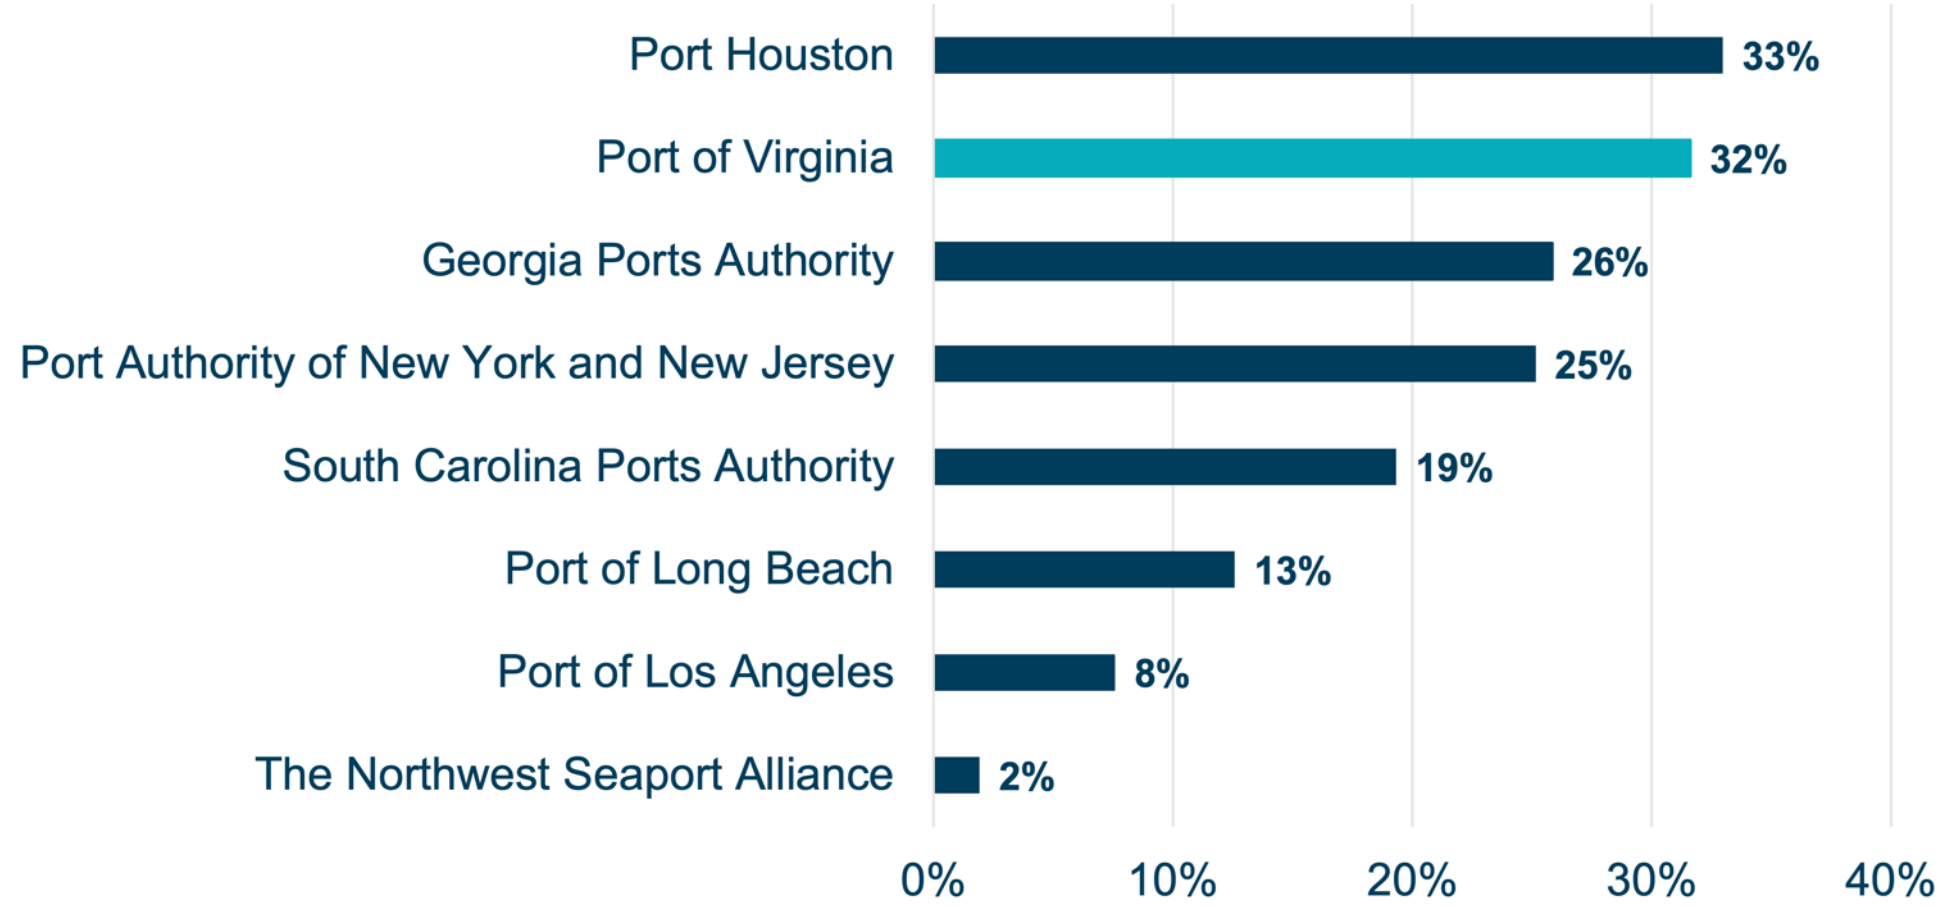 Port Houston 33%
Port of Virginia 32%
Georgia Ports Authority 26%
Port Authority of New York and New Jersey 25%
South Carolina Ports Authority 19%
Port of Long Beach 13%
Port of Los Angeles 8%
The Northwest Seaport Alliance 2%
0% 10% 20% 30% 40%